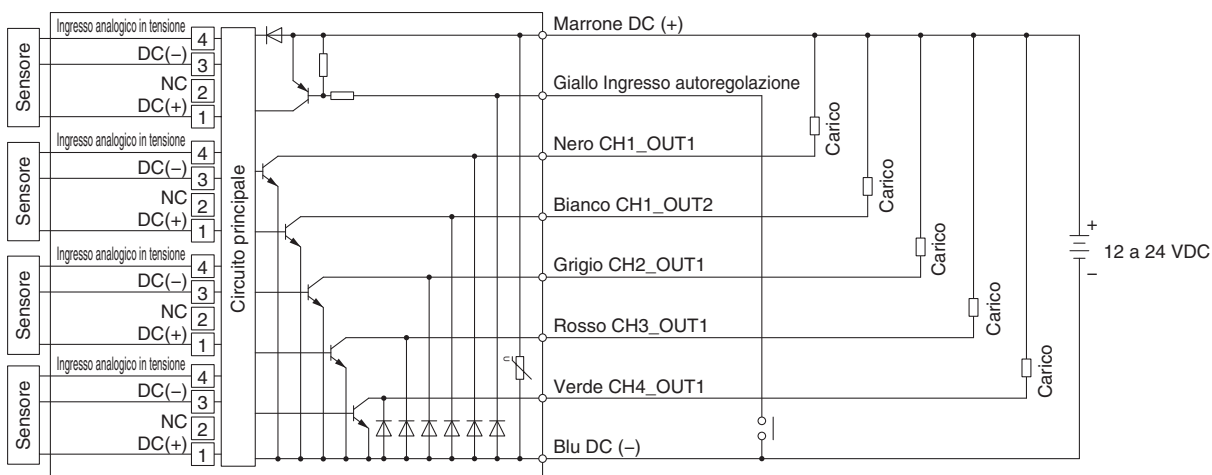 Sensore
Ingresso analogico in tensione 4
DC(−) 3
NC 2
DC(+) 1
Sensore
Ingresso analogico in tensione 4
DC(−) 3
NC 2
DC(+) 1
Sensore
Ingresso analogico in tensione 4
DC(−) 3
NC 2
DC(+) 1
Sensore
Ingresso analogico in tensione 4
DC(−) 3
NC 2
DC(+) 1
Circuito principale
Marrone DC (+)
Giallo Ingresso autoregolazione
Nero CH1_OUT1
Bianco CH1_OUT2
Grigio CH2_OUT1
Rosso CH3_OUT1
Verde CH4_OUT1
Blu DC (−)
Carico
Carico
Carico
Carico
Carico
+
12 a 24 VDC
−